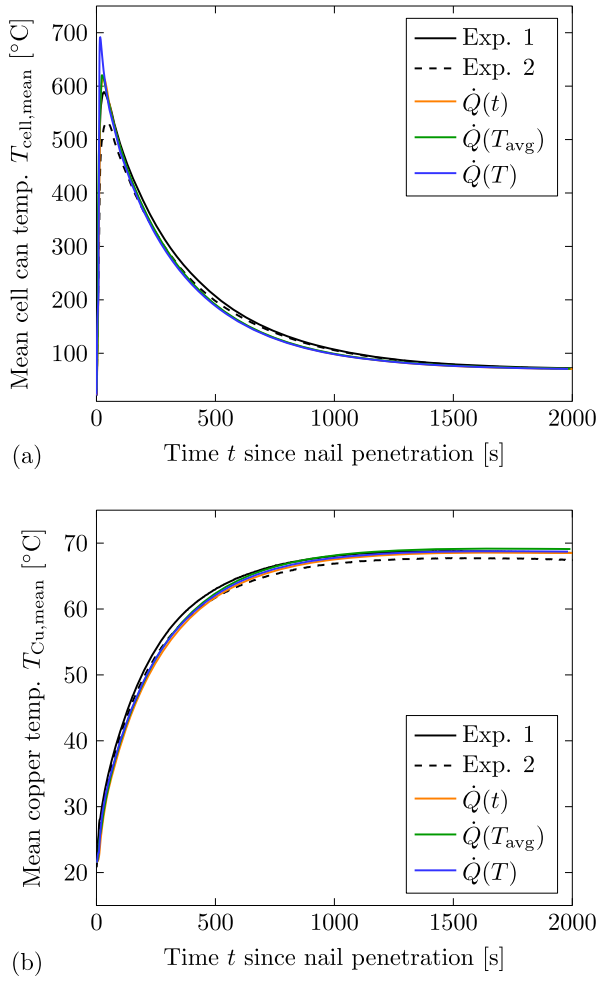 700
600
500
400
300
200
100
Mean cell can temp. T_cell,mean [°C]
Exp. 1
Exp. 2
Q̇(t)
Q̇(T_avg)
Q̇(T)
0 500 1000 1500 2000
(a) Time t since nail penetration [s]
70
60
50
40
30
20
Mean copper temp. T_Cu,mean [°C]
Exp. 1
Exp. 2
Q̇(t)
Q̇(T_avg)
Q̇(T)
0 500 1000 1500 2000
(b) Time t since nail penetration [s]